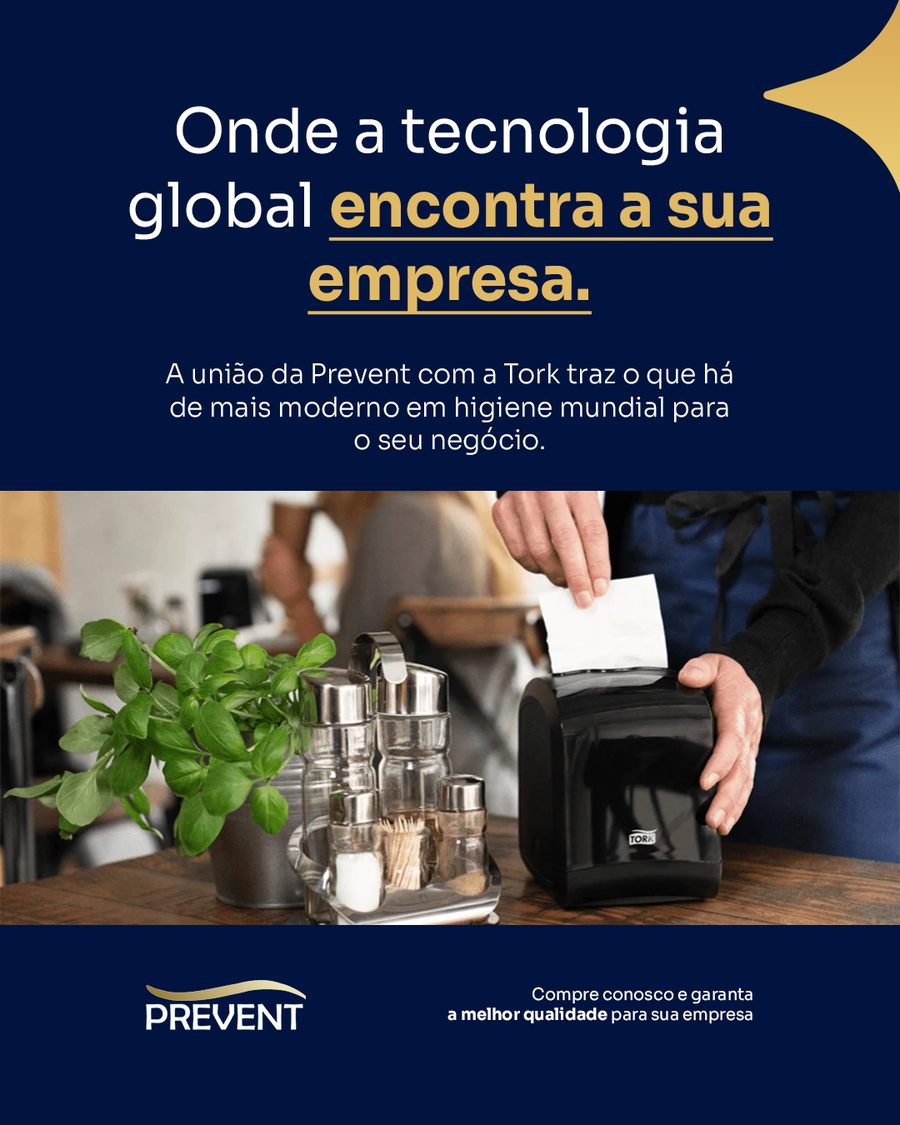 Onde a tecnologia
global encontra a sua
empresa.
A união da Prevent com a Tork traz o que há
de mais moderno em higiene mundial para
o seu negócio.
TORK
PREVENT
Compre conosco e garanta
a melhor qualidade para sua empresa